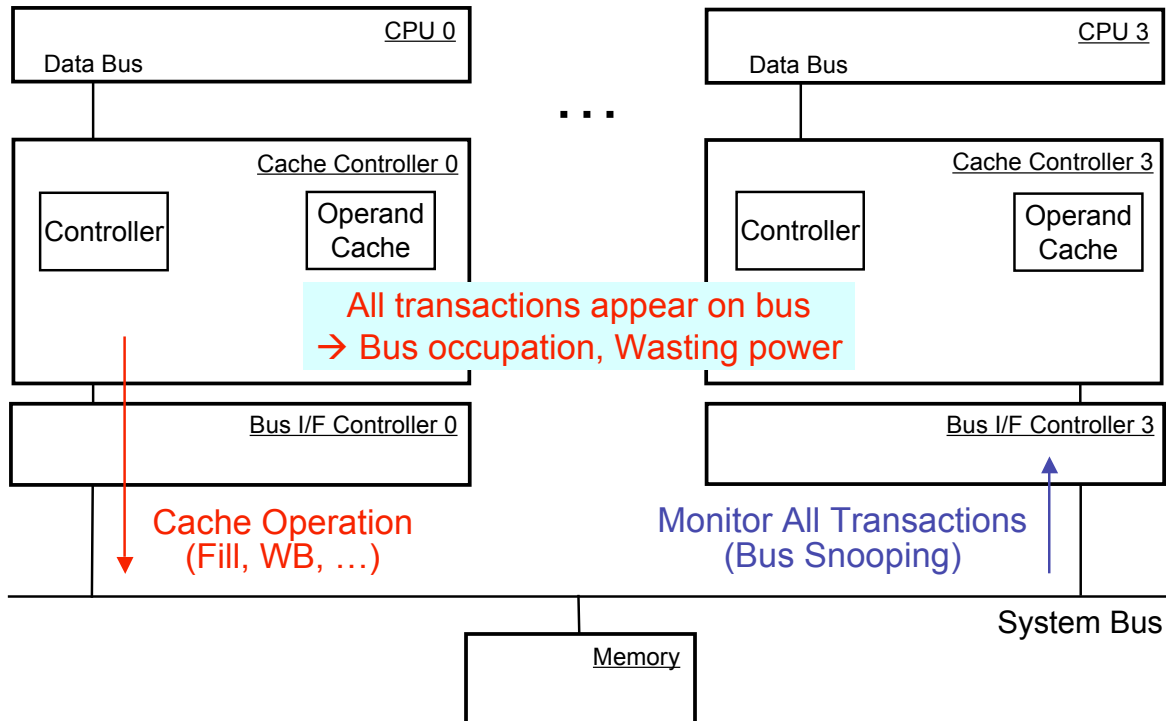 CPU 0
Data Bus
CPU 3
Data Bus
...
Cache Controller 0
Controller
Operand
Cache
Cache Controller 3
Controller
Operand
Cache
All transactions appear on bus
→ Bus occupation, Wasting power
Bus I/F Controller 0
Bus I/F Controller 3
Cache Operation
(Fill, WB, …)
Monitor All Transactions
(Bus Snooping)
System Bus
Memory